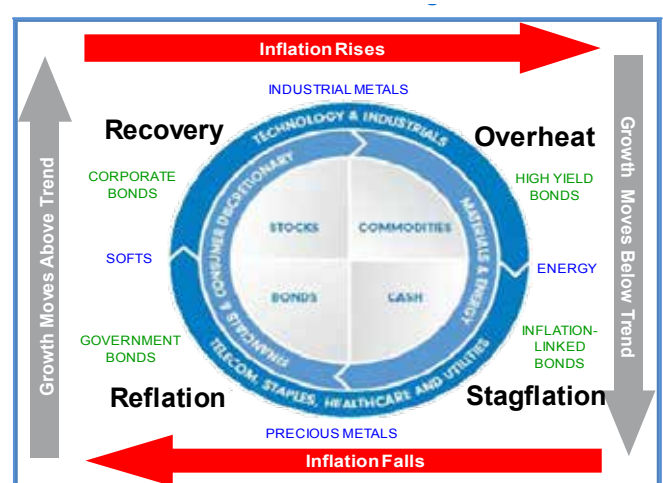 Inflation Rises
INDUSTRIAL METALS
TECHNOLOGY & INDUSTRIALS
Recovery
Overheat
CORPORATE
BONDS
HIGH YIELD
BONDS
Growth Moves Above Trend
Growth Moves Below Trend
FINANCIALS & CONSUMER DISCRETIONARY
MATERIALS & ENERGY
STOCKS
COMMODITIES
SOFTS
ENERGY
BONDS
CASH
GOVERNMENT
BONDS
INFLATION-
LINKED
BONDS
TELECOM, STAPLES, HEALTHCARE AND UTILITIES
Reflation
Stagflation
PRECIOUS METALS
Inflation Falls